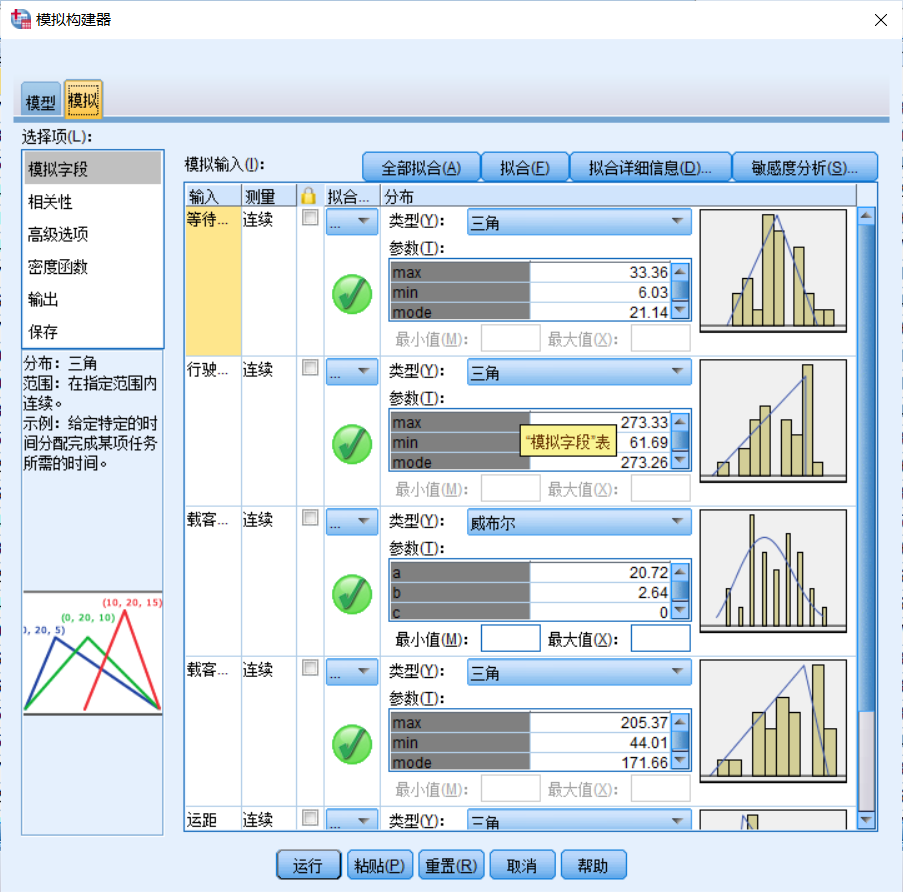 模拟构建器
模型 模拟
选择项(L):
模拟字段
相关性
高级选项
密度函数
输出
保存
分布: 三角
范围: 在指定范围内
连续。
示例: 给定特定的时
间分配完成某项任务
所需的时间。
(10, 20, 15)
(0, 20, 10)
), 20, 5)
模拟输入(I):
全部拟合(A) 拟合(F) 拟合详细信息(D)... 敏感度分析(S)...
输入 测量 拟合... 分布
等待... 连续 ... 类型(Y): 三角
参数(T):
max 33.36
min 6.03
mode 21.14
最小值(M): 最大值(X):
行驶... 连续 ... 类型(Y): 三角
参数(T):
max 273.33
min 61.69
mode 273.26
“模拟字段”表
最小值(M): 最大值(X):
载客... 连续 ... 类型(Y): 威布尔
参数(T):
a 20.72
b 2.64
c 0
最小值(M): 最大值(X):
载客... 连续 ... 类型(Y): 三角
参数(T):
max 205.37
min 44.01
mode 171.66
最小值(M): 最大值(X):
运距 连续 ... 类型(Y): 三角
运行 粘贴(P) 重置(R) 取消 帮助